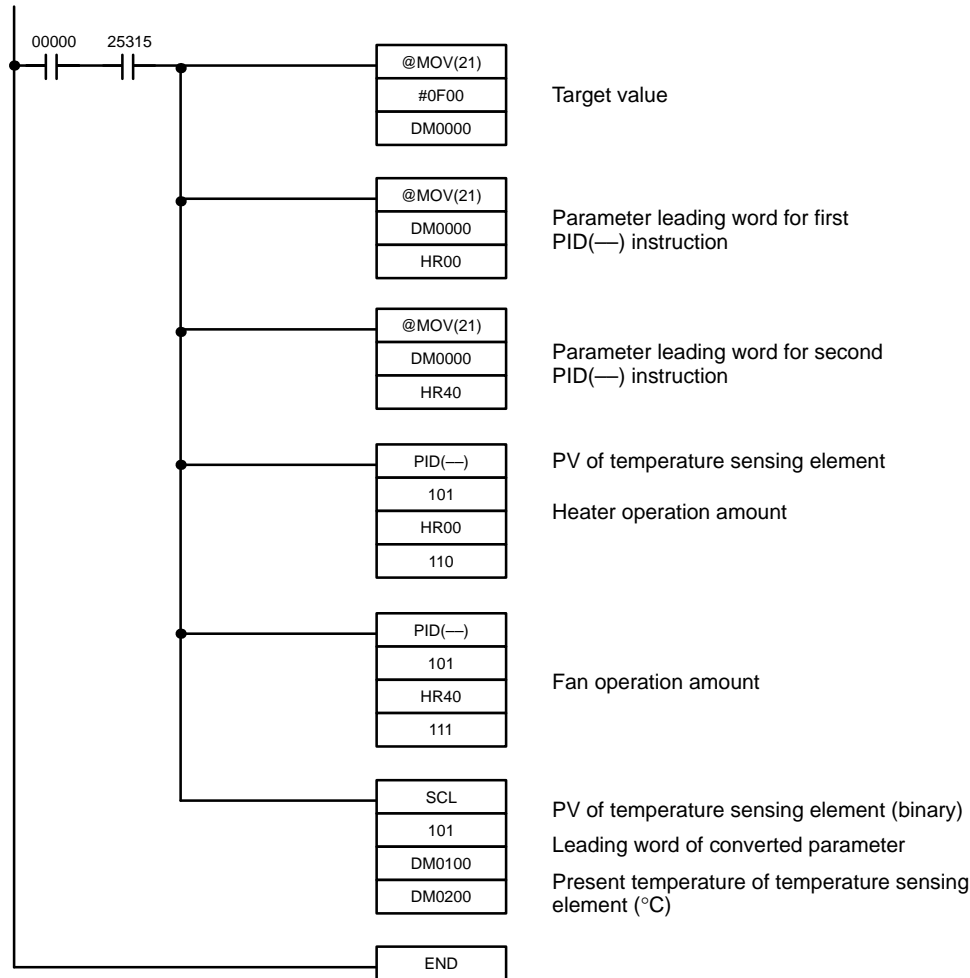 00000 25315
@MOV(21)
#0F00
DM0000
Target value
@MOV(21)
DM0000
HR00
Parameter leading word for first
PID(––) instruction
@MOV(21)
DM0000
HR40
Parameter leading word for second
PID(––) instruction
PID(––)
101
HR00
110
PV of temperature sensing element
Heater operation amount
PID(––)
101
HR40
111
Fan operation amount
SCL
101
DM0100
DM0200
PV of temperature sensing element (binary)
Leading word of converted parameter
Present temperature of temperature sensing
element (°C)
END